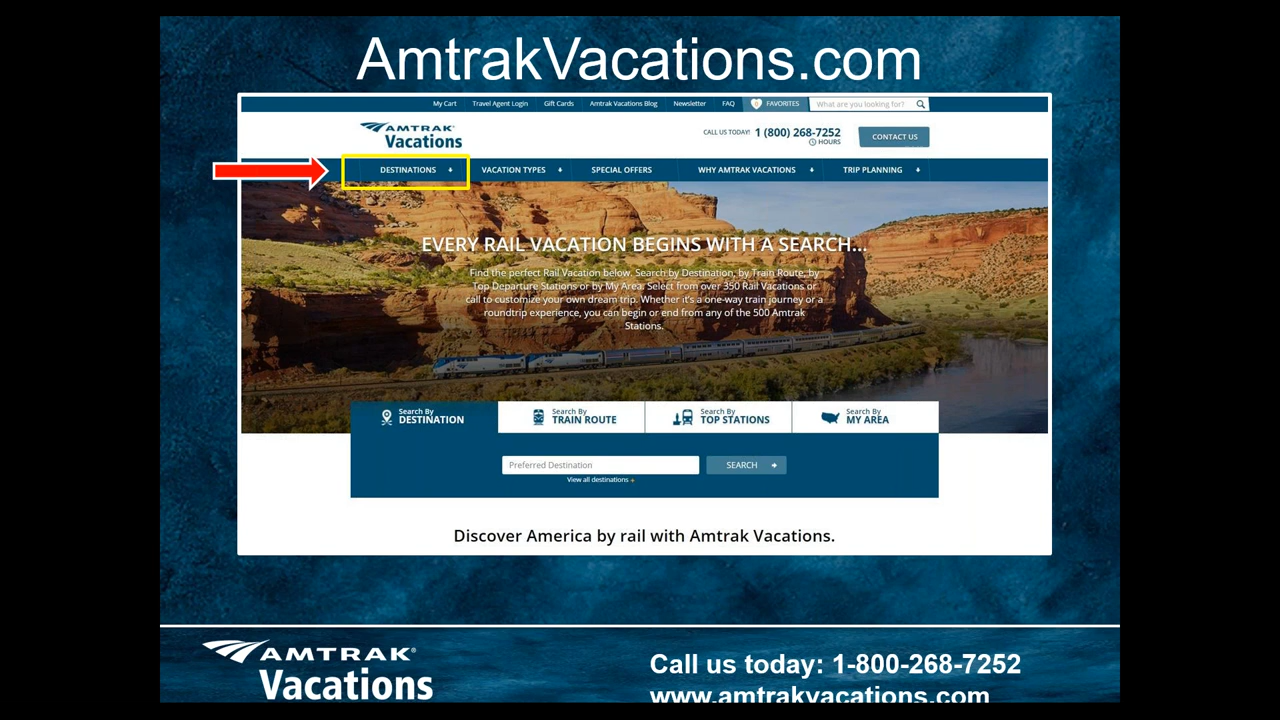 AmtrakVacations.com
My Cart Travel Agent Login Gift Cards Amtrak Vacations Blog Newsletter FAQ FAVORITES What are you looking for?
AMTRAK
Vacations
CALL US TODAY! 1 (800) 268-7252
HOURS
CONTACT US
DESTINATIONS VACATION TYPES SPECIAL OFFERS WHY AMTRAK VACATIONS TRIP PLANNING
EVERY RAIL VACATION BEGINS WITH A SEARCH...
Find the perfect Rail Vacation below. Search by Destination, by Train Route, by
Top Departure Stations or by My Area. Select from over 350 Rail Vacations or
call to customize your own dream trip. Whether it's a one-way train journey or a
roundtrip experience, you can begin or end from any of the 500 Amtrak
Stations.
Search By
DESTINATION
Search By
TRAIN ROUTE
Search By
TOP STATIONS
Search By
MY AREA
Preferred Destination
SEARCH
View all destinations +
Discover America by rail with Amtrak Vacations.
AMTRAK®
Vacations
Call us today: 1-800-268-7252
www.amtrakvacations.com